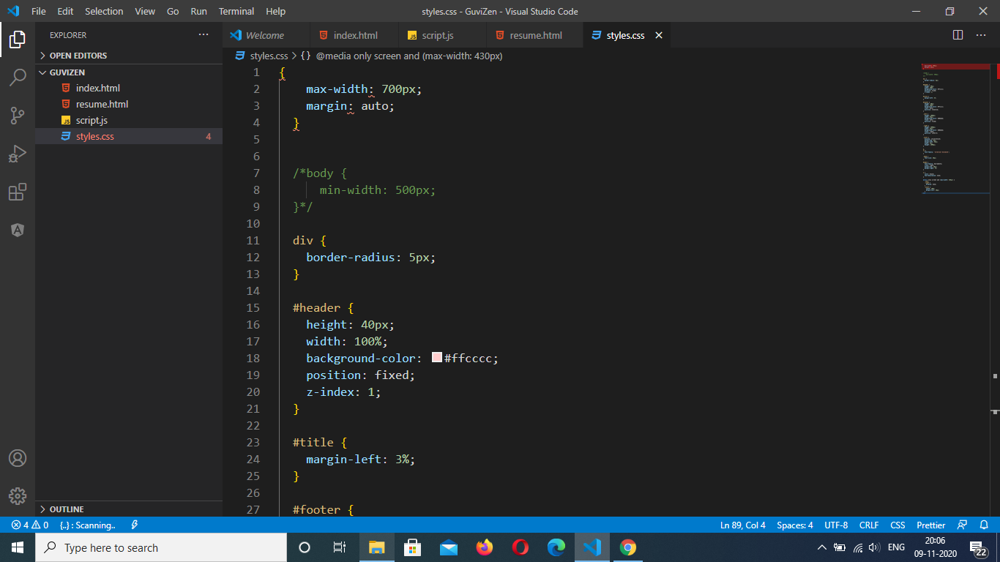 File Edit Selection View Go Run Terminal Help styles.css - GuviZen - Visual Studio Code
EXPLORER
Welcome index.html script.js resume.html styles.css
OPEN EDITORS
styles.css > {} @media only screen and (max-width: 430px)
GUVIZEN
index.html
resume.html
script.js
styles.css 4
1 {
2 max-width: 700px;
3 margin: auto;
4 }
5
6
7 /*body {
8 min-width: 500px;
9 }*/
10
11 div {
12 border-radius: 5px;
13 }
14
15 #header {
16 height: 40px;
17 width: 100%;
18 background-color: #ffcccc;
19 position: fixed;
20 z-index: 1;
21 }
22
23 #title {
24 margin-left: 3%;
25 }
26
27 #footer {
OUTLINE
4 0 {..} : Scanning.. Ln 89, Col 4 Spaces: 4 UTF-8 CRLF CSS Prettier
Type here to search
ENG
20:06
09-11-2020
22